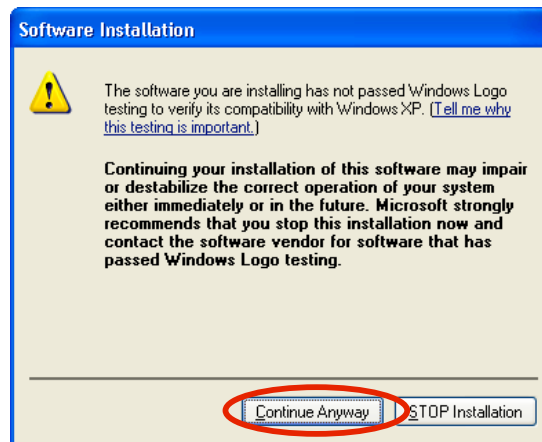 Software Installation
The software you are installing has not passed Windows Logo
testing to verify its compatibility with Windows XP. (Tell me why
this testing is important.)
Continuing your installation of this software may impair
or destabilize the correct operation of your system
either immediately or in the future. Microsoft strongly
recommends that you stop this installation now and
contact the software vendor for software that has
passed Windows Logo testing.
Continue Anyway STOP Installation